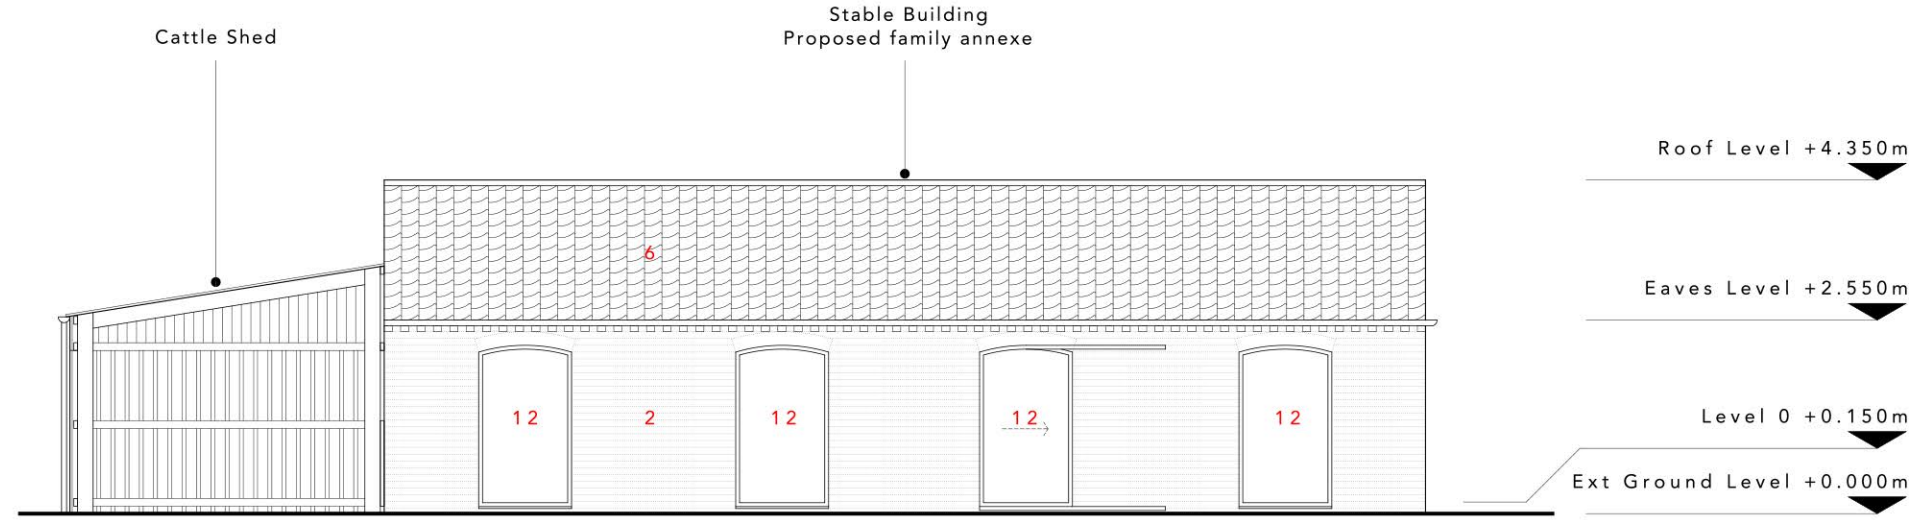 Stable Building
Proposed family annexe
Cattle Shed
Roof Level +4.350m
6
Eaves Level +2.550m
12
2
12
12
12
Level 0 +0.150m
Ext Ground Level +0.000m